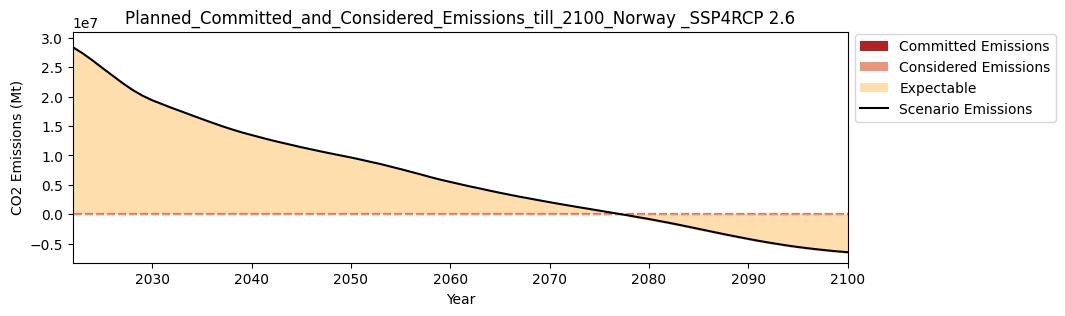 Planned_Committed_and_Considered_Emissions_till_2100_Norway _SSP4RCP 2.6
1e7
3.0
2.5
2.0
1.5
1.0
0.5
0.0
−0.5
CO2 Emissions (Mt)
2030 2040 2050 2060 2070 2080 2090 2100
Year
Committed Emissions
Considered Emissions
Expectable
Scenario Emissions